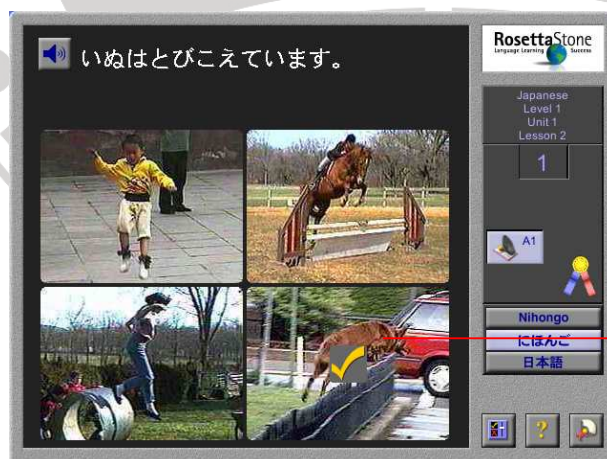 いぬはとびこえています。
RosettaStone
Language Learning Success
Japanese
Level 1
Unit 1
Lesson 2
1
A1
Nihongo
にほんご
日本語
?